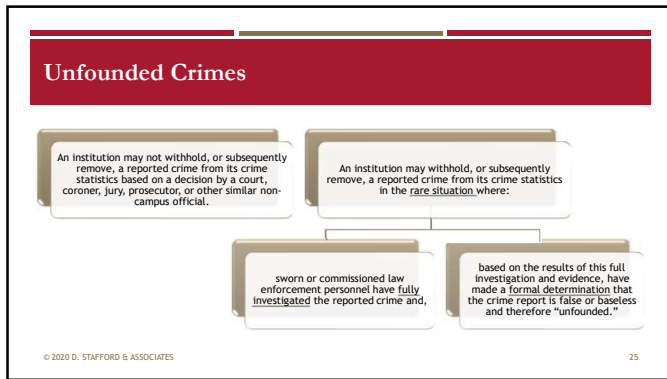 Unfounded Crimes
An institution may not withhold, or subsequently
remove, a reported crime from its crime
statistics based on a decision by a court,
coroner, jury, prosecutor, or other similar non-
campus official.
An institution may withhold, or subsequently
remove, a reported crime from its crime statistics
in the rare situation where:
sworn or commissioned law
enforcement personnel have fully
investigated the reported crime and,
based on the results of this full
investigation and evidence, have
made a formal determination that
the crime report is false or baseless
and therefore “unfounded.”
© 2020 D. STAFFORD & ASSOCIATES
25